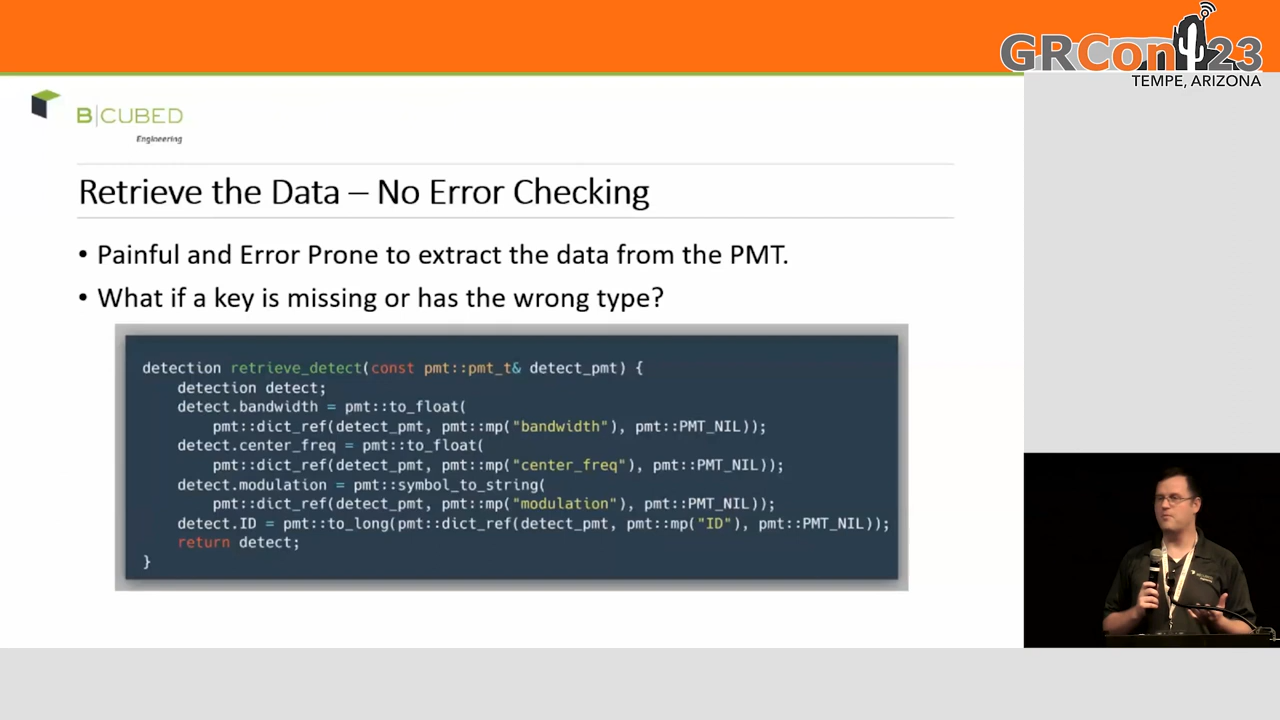 GRCon 23
TEMPE, ARIZONA
B|CUBED
Engineering
Retrieve the Data – No Error Checking
• Painful and Error Prone to extract the data from the PMT.
• What if a key is missing or has the wrong type?
detection retrieve_detect(const pmt::pmt_t& detect_pmt) {
    detection detect;
    detect.bandwidth = pmt::to_float(
        pmt::dict_ref(detect_pmt, pmt::mp("bandwidth"), pmt::PMT_NIL));
    detect.center_freq = pmt::to_float(
        pmt::dict_ref(detect_pmt, pmt::mp("center_freq"), pmt::PMT_NIL));
    detect.modulation = pmt::symbol_to_string(
        pmt::dict_ref(detect_pmt, pmt::mp("modulation"), pmt::PMT_NIL));
    detect.ID = pmt::to_long(pmt::dict_ref(detect_pmt, pmt::mp("ID"), pmt::PMT_NIL));
    return detect;
}